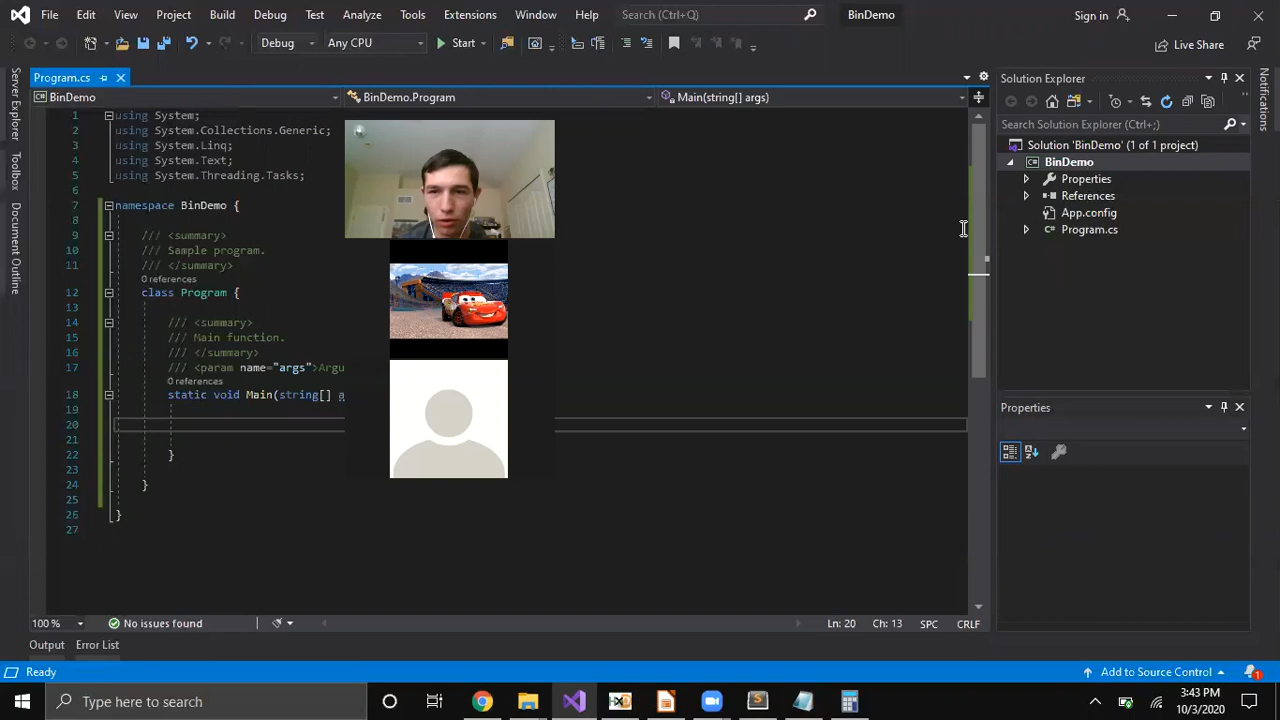 File Edit View Project Build Debug Test Analyze Tools Extensions Window Help Search (Ctrl+Q) BinDemo Sign in
Debug Any CPU Start Live Share
Program.cs
BinDemo BinDemo.Program Main(string[] args)
Server Explorer
Toolbox
Document Outline
1 using System;
2 using System.Collections.Generic;
3 using System.Linq;
4 using System.Text;
5 using System.Threading.Tasks;
6
7 namespace BinDemo {
8
9 /// <summary>
10 /// Sample program.
11 /// </summary>
0 references
12 class Program {
13
14 /// <summary>
15 /// Main function.
16 /// </summary>
17 /// <param name="args">Argu
0 references
18 static void Main(string[] a
19
20
21
22 }
23
24 }
25
26 }
27
100 % No issues found Ln: 20 Ch: 13 SPC CRLF
Output Error List
Solution Explorer
Search Solution Explorer (Ctrl+;)
Solution 'BinDemo' (1 of 1 project)
BinDemo
Properties
References
App.config
Program.cs
Properties
Notifications
Ready Add to Source Control 1
Type here to search
3:43 PM
10/3/2020